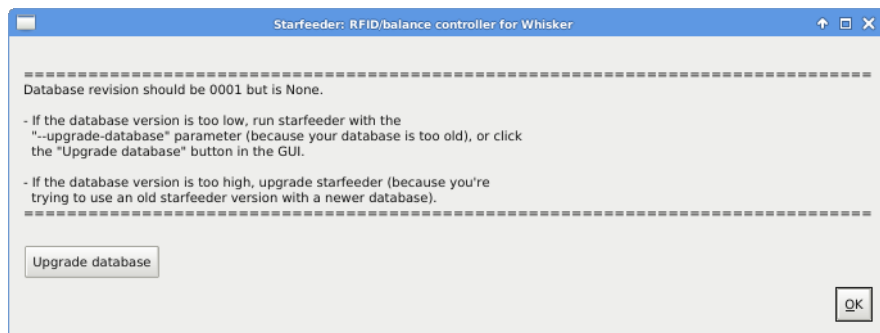 Starfeeder: RFID/balance controller for Whisker
===============================================================================
Database revision should be 0001 but is None.
- If the database version is too low, run starfeeder with the
"--upgrade-database" parameter (because your database is too old), or click
the "Upgrade database" button in the GUI.
- If the database version is too high, upgrade starfeeder (because you're
trying to use an old starfeeder version with a newer database).
===============================================================================
Upgrade database
OK